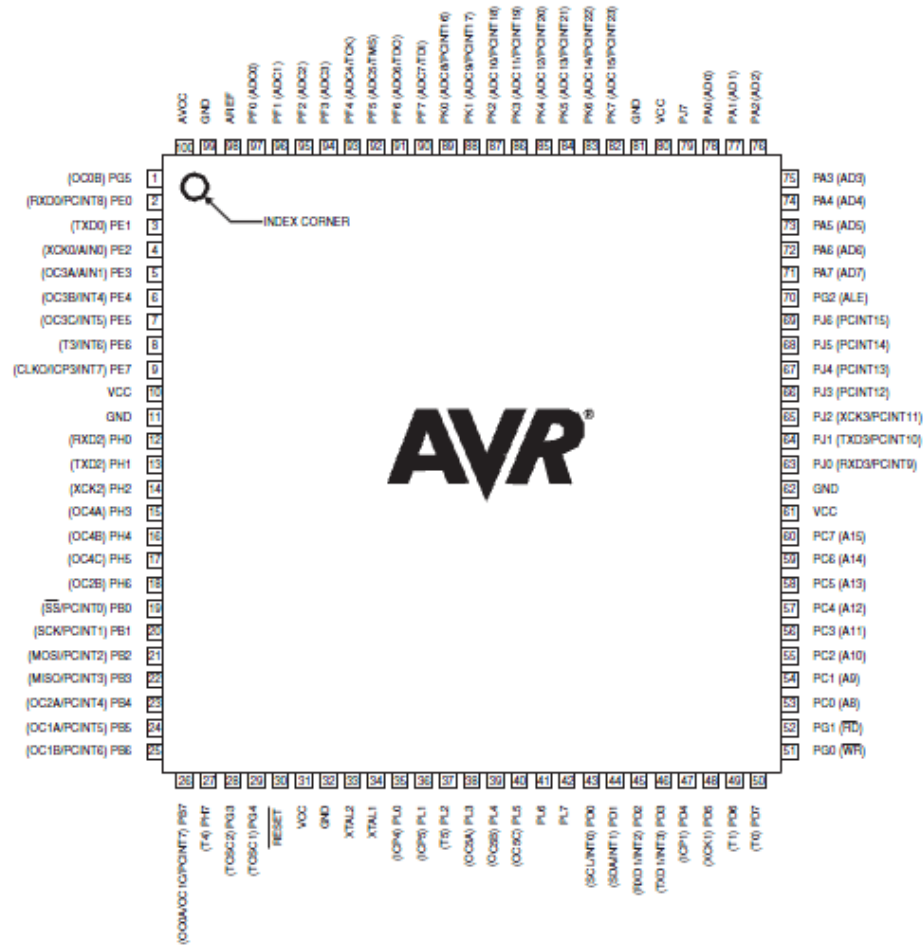 AVCC
GND
AREF
PF0 (ADC0)
PF1 (ADC1)
PF2 (ADC2)
PF3 (ADC3)
PF4 (ADC4/TCK)
PF5 (ADC5/TMS)
PF6 (ADC6/TDO)
PF7 (ADC7/TDI)
PK0 (ADC8/PCINT16)
PK1 (ADC9/PCINT17)
PK2 (ADC10/PCINT18)
PK3 (ADC11/PCINT19)
PK4 (ADC12/PCINT20)
PK5 (ADC13/PCINT21)
PK6 (ADC14/PCINT22)
PK7 (ADC15/PCINT23)
GND
VCC
PJ7
PA0 (AD0)
PA1 (AD1)
PA2 (AD2)
100 99 98 97 96 95 94 93 92 91 90 89 88 87 86 85 84 83 82 81 80 79 78 77 76
(OC0B) PG5 1
(RXD0/PCINT8) PE0 2
(TXD0) PE1 3
(XCK0/AIN0) PE2 4
(OC3A/AIN1) PE3 5
(OC3B/INT4) PE4 6
(OC3C/INT5) PE5 7
(T3/INT6) PE6 8
(CLKO/ICP3/INT7) PE7 9
VCC 10
GND 11
(RXD2) PH0 12
(TXD2) PH1 13
(XCK2) PH2 14
(OC4A) PH3 15
(OC4B) PH4 16
(OC4C) PH5 17
(OC2B) PH6 18
(SS/PCINT0) PB0 19
(SCK/PCINT1) PB1 20
(MOSI/PCINT2) PB2 21
(MISO/PCINT3) PB3 22
(OC2A/PCINT4) PB4 23
(OC1A/PCINT5) PB5 24
(OC1B/PCINT6) PB6 25
INDEX CORNER
AVR®
75 PA3 (AD3)
74 PA4 (AD4)
73 PA5 (AD5)
72 PA6 (AD6)
71 PA7 (AD7)
70 PG2 (ALE)
69 PJ6 (PCINT15)
68 PJ5 (PCINT14)
67 PJ4 (PCINT13)
66 PJ3 (PCINT12)
65 PJ2 (XCK3/PCINT11)
64 PJ1 (TXD3/PCINT10)
63 PJ0 (RXD3/PCINT9)
62 GND
61 VCC
60 PC7 (A15)
59 PC6 (A14)
58 PC5 (A13)
57 PC4 (A12)
56 PC3 (A11)
55 PC2 (A10)
54 PC1 (A9)
53 PC0 (A8)
52 PG1 (RD)
51 PG0 (WR)
26 27 28 29 30 31 32 33 34 35 36 37 38 39 40 41 42 43 44 45 46 47 48 49 50
(OC0A/OC1C/PCINT7) PB7
(T4) PH7
(TOSC2) PG3
(TOSC1) PG4
RESET
VCC
GND
XTAL2
XTAL1
(ICP4) PL0
(ICP5) PL1
(T5) PL2
(OC5A) PL3
(OC5B) PL4
(OC5C) PL5
PL6
PL7
(SCL/INT0) PD0
(SDA/INT1) PD1
(RXD1/INT2) PD2
(TXD1/INT3) PD3
(ICP1) PD4
(XCK1) PD5
(T1) PD6
(T0) PD7